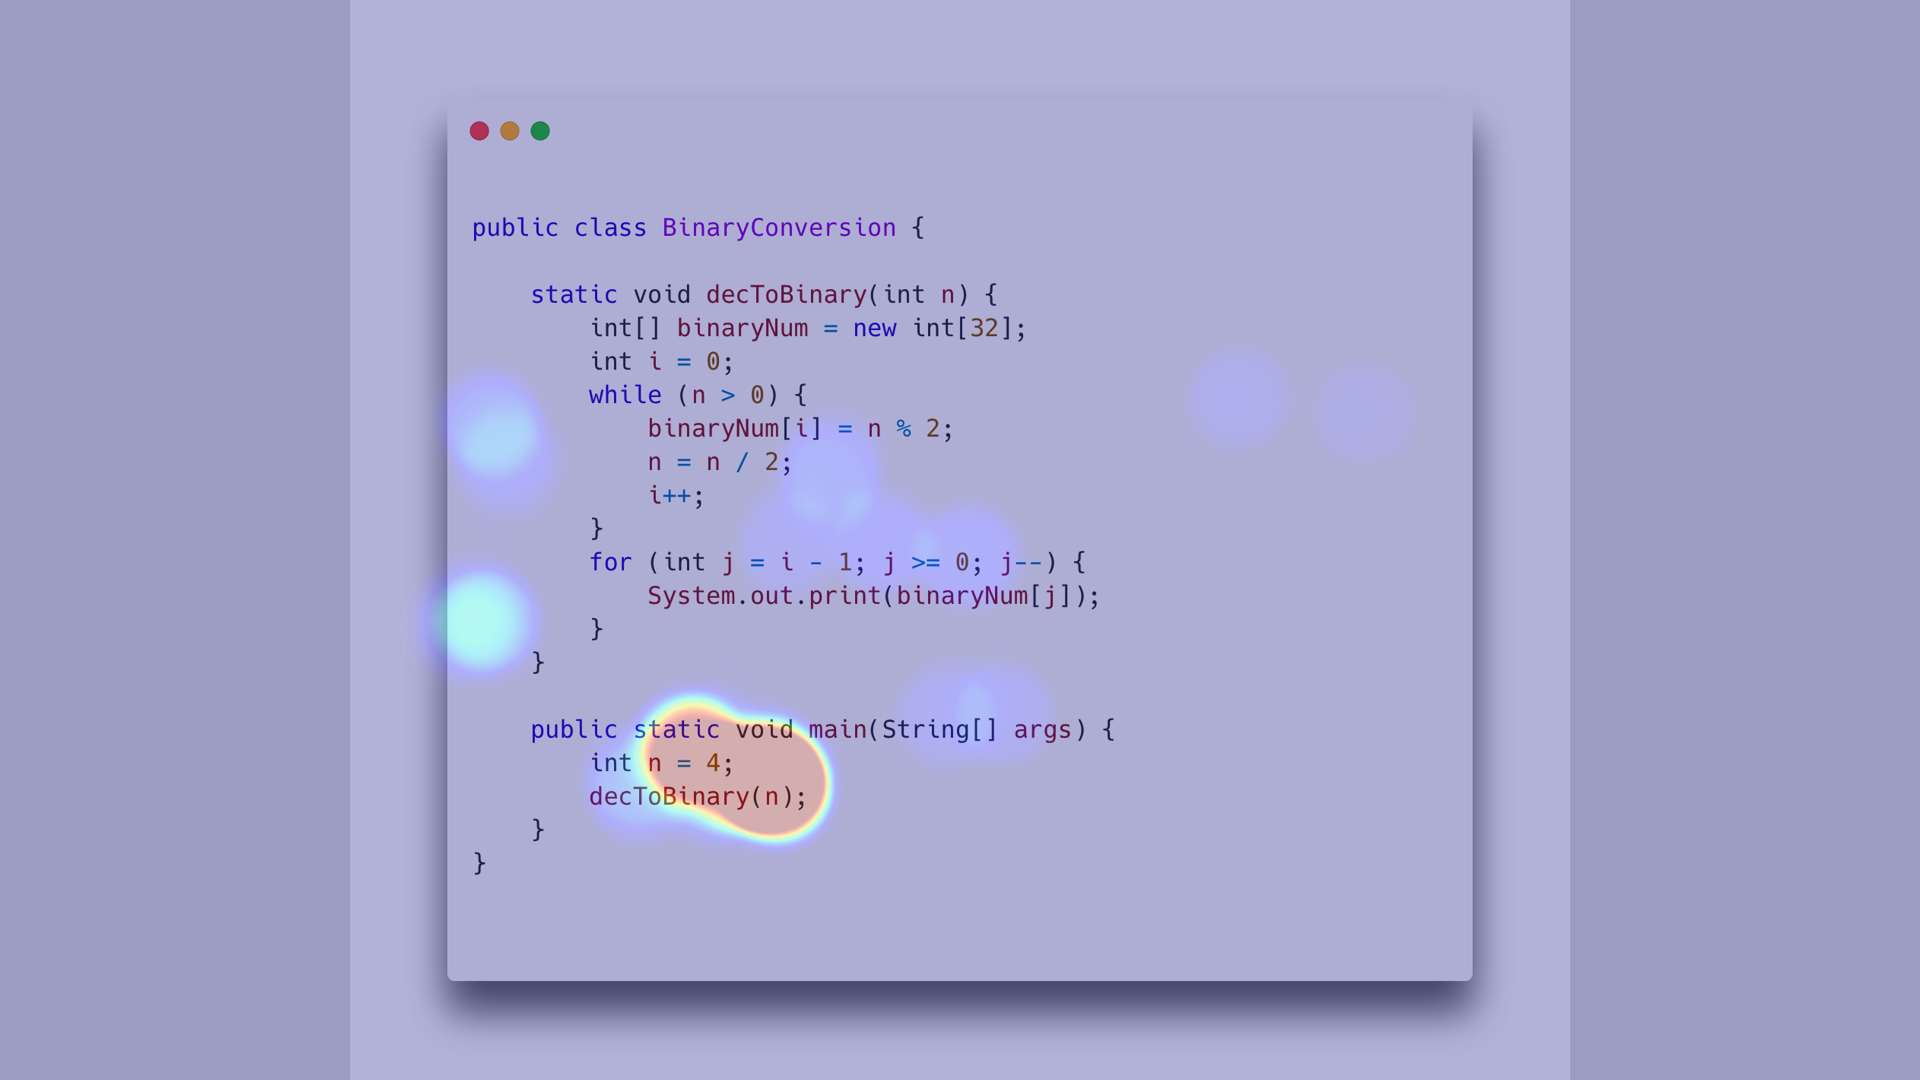 public class BinaryConversion {
static void decToBinary(int n) {
int[] binaryNum = new int[32];
int i = 0;
while (n > 0) {
binaryNum[i] = n % 2;
n = n / 2;
i++;
}
for (int j = i - 1; j >= 0; j--) {
System.out.print(binaryNum[j]);
}
}
public static void main(String[] args) {
int n = 4;
decToBinary(n);
}
}